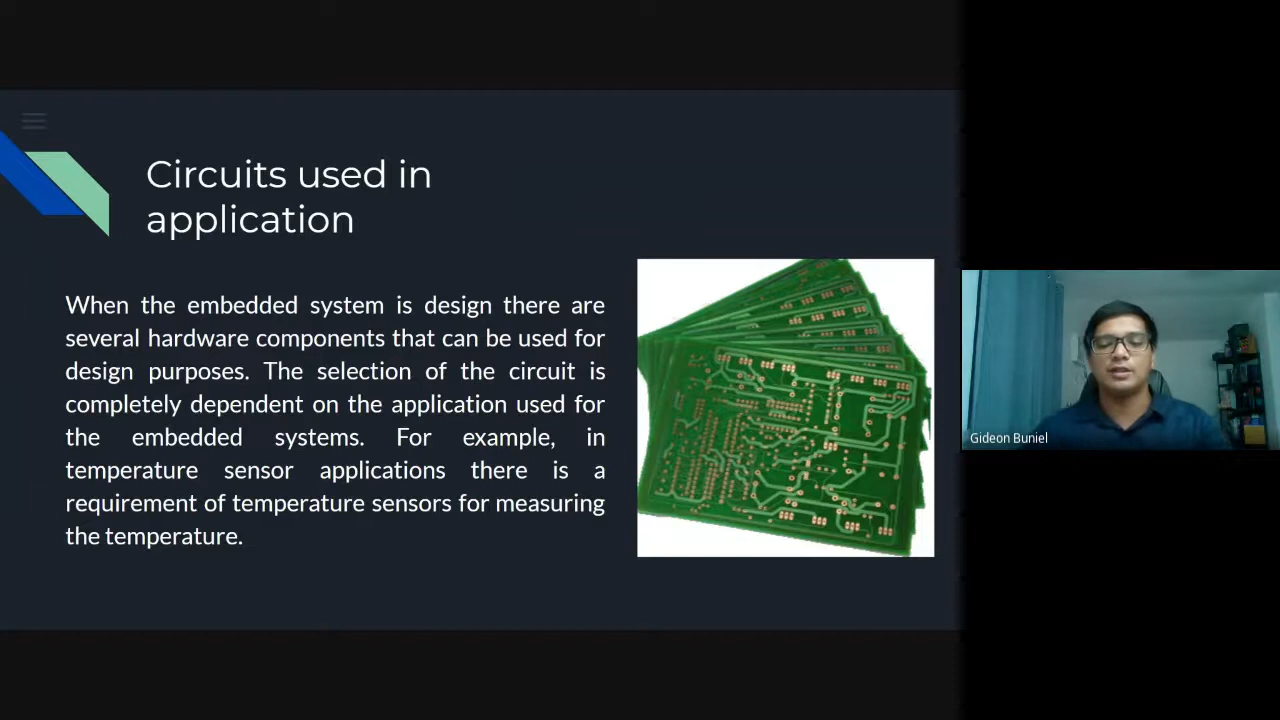 Circuits used in
application
When the embedded system is design there are
several hardware components that can be used for
design purposes. The selection of the circuit is
completely dependent on the application used for
the embedded systems. For example, in
temperature sensor applications there is a
requirement of temperature sensors for measuring
the temperature.
Gideon Buniel